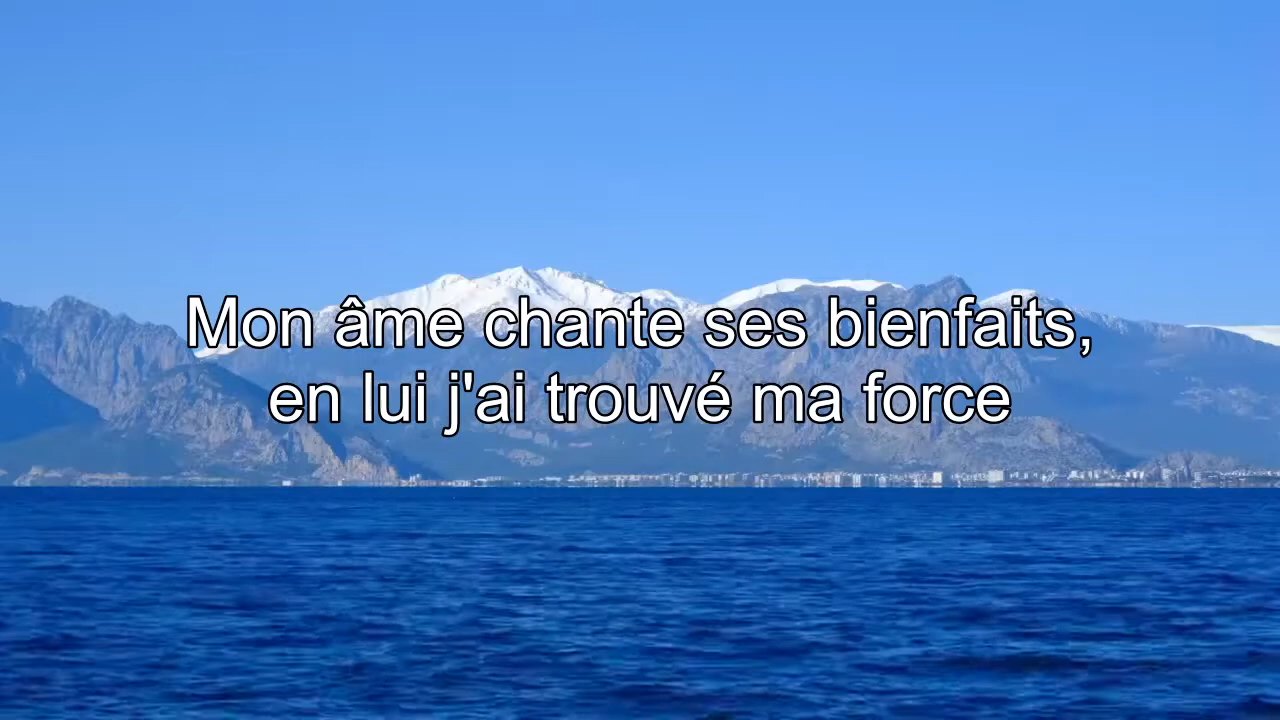 Mon âme chante ses bienfaits,
en lui j'ai trouvé ma force